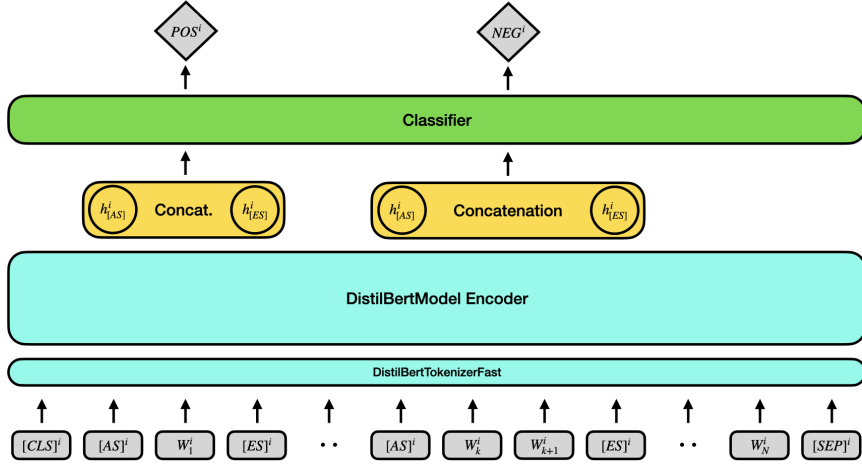 POS^i NEG^i
Classifier
h^i_[AS] Concat. h^i_[ES] h^i_[AS] Concatenation h^i_[ES]
DistilBertModel Encoder
DistilBertTokenizerFast
[CLS]^i [AS]^i W^i_1 [ES]^i ·· [AS]^i W^i_k W^i_{k+1} [ES]^i ·· W^i_N [SEP]^i